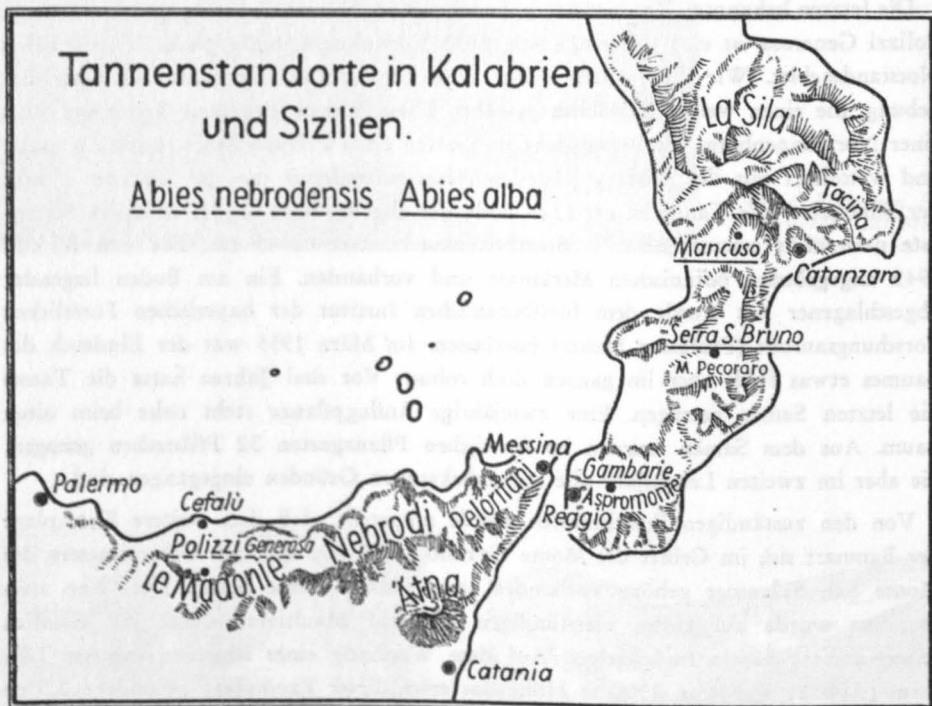 Tannenstandorte in Kalabrien
und Sizilien.
Abies nebrodensis Abies alba
La Sila
Tacina
Mancuso
Catanzaro
Serra S. Bruno
M. Pecoraro
Messina
Gambarie
Aspromonte
Reggio
Palermo
Cefalù
Polizzi Generosa
Le Madonie
Nebrodi
Peloritani
Etna
Catania